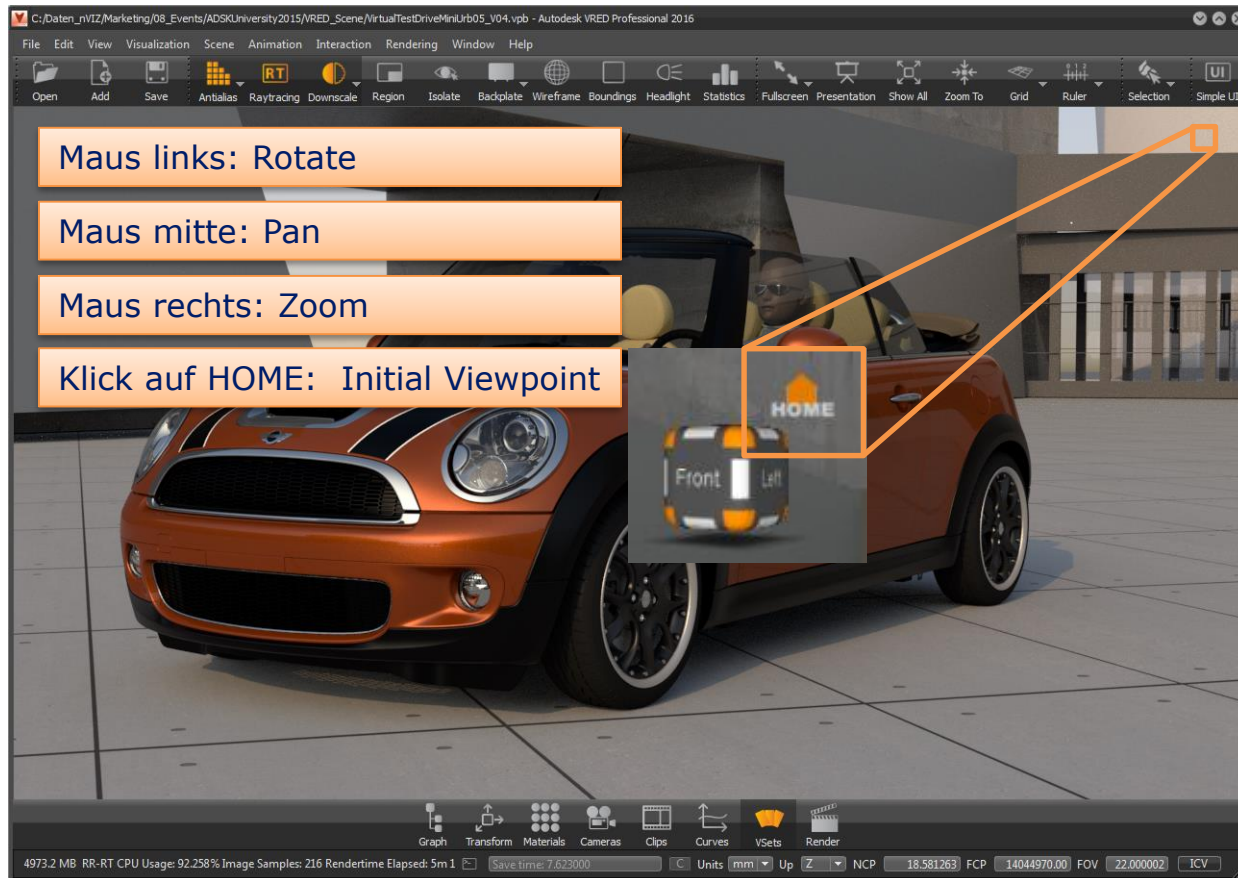 C:/Daten_nVIZ/Marketing/08_Events/ADSKUniversity2015/VRED_Scene/VirtualTestDriveMiniUrb05_V04.vpb - Autodesk VRED Professional 2016
File Edit View Visualization Scene Animation Interaction Rendering Window Help
RT UI
Open Add Save Antialias Raytracing Downscale Region Isolate Backplate Wireframe Boundings Headlight Statistics Fullscreen Presentation Show All Zoom To Grid Ruler Selection Simple UI
Maus links: Rotate
Maus mitte: Pan
Maus rechts: Zoom
Klick auf HOME: Initial Viewpoint
HOME
Front Left
Graph Transform Materials Cameras Clips Curves VSets Render
4973.2 MB RR-RT CPU Usage: 92.258% Image Samples: 216 Rendertime Elapsed: 5m 1 Save time: 7.623000 C Units mm Up Z NCP 18.581263 FCP 14044970.00 FOV 22.000002 ICV